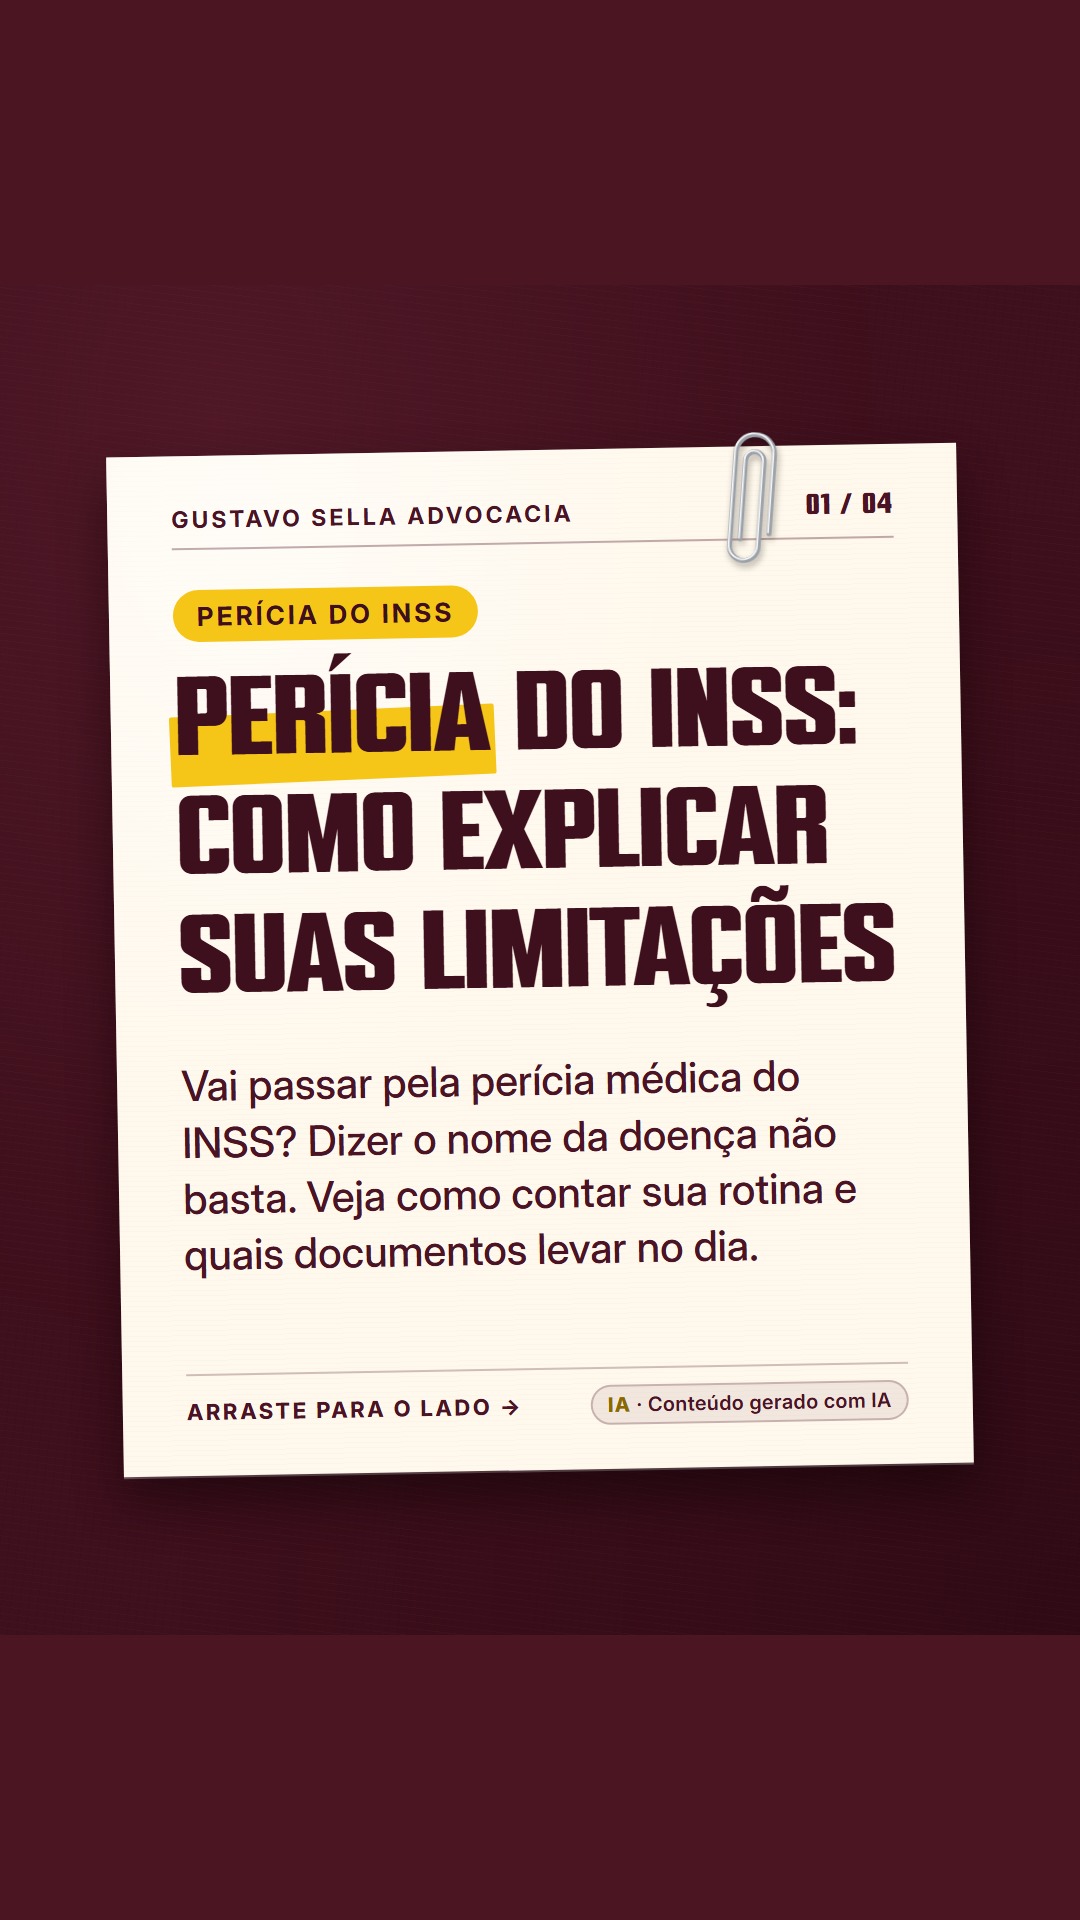 GUSTAVO SELLA ADVOCACIA
01 / 04
PERÍCIA DO INSS
PERÍCIA DO INSS:
COMO EXPLICAR
SUAS LIMITAÇÕES
Vai passar pela perícia médica do
INSS? Dizer o nome da doença não
basta. Veja como contar sua rotina e
quais documentos levar no dia.
ARRASTE PARA O LADO →
IA · Conteúdo gerado com IA